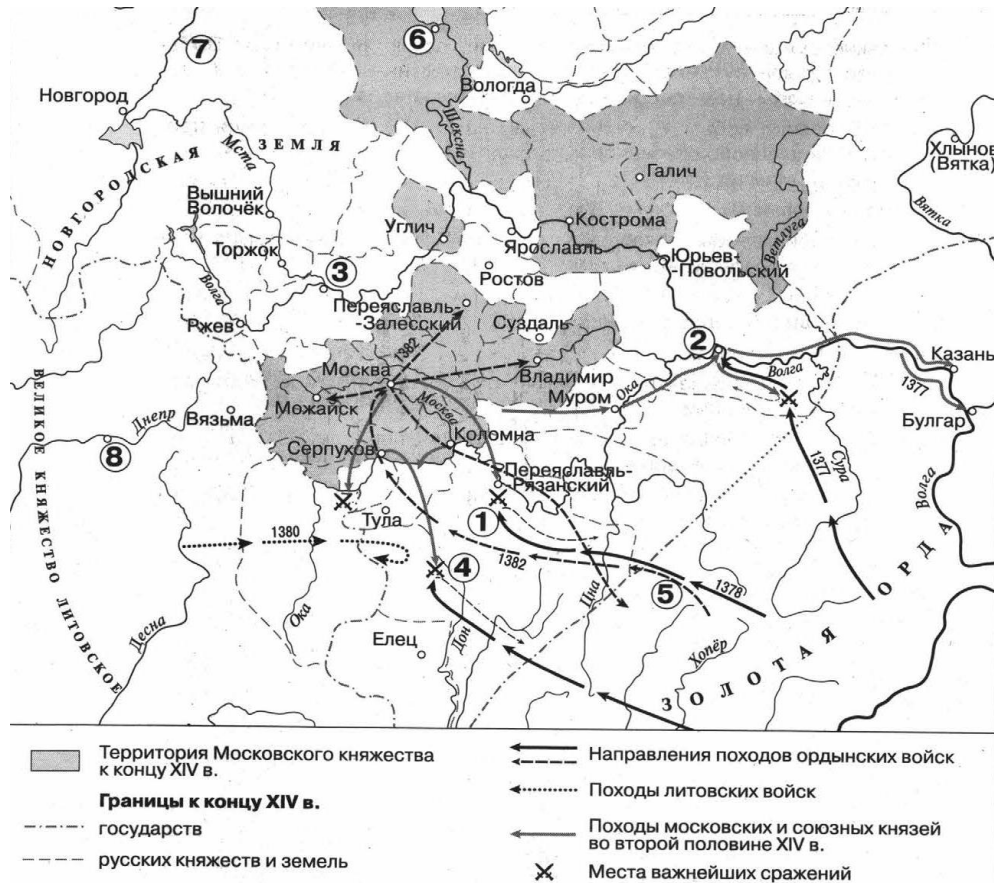 7
6
Новгород
Вологда
Шексна
НОВГОРОДСКАЯ ЗЕМЛЯ
Мста
Хлынов
(Вятка)
Вятка
Галич
Вышний
Волочёк
Углич
Кострома
Ветлуга
Торжок
Ярославль
Юрьев-
-Повольский
3
Ростов
Волга
Переяславль-
-Залесский
Ржев
1382
Суздаль
2
Казань
Москва
Владимир
Волга
1377
Можайск
Москва
Муром
Ока
Булгар
Днепр
Вязьма
8
Коломна
Серпухов
Переяславль-
-Рязанский
1377
Сура
Волга
Тула
1
1380
1382
4
Цна
5
1378
ВЕЛИКОЕ КНЯЖЕСТВО ЛИТОВСКОЕ
Десна
Ока
Елец
Дон
Хопёр
ЗОЛОТАЯ ОРДА
Территория Московского княжества
к концу XIV в.
Границы к концу XIV в.
государств
русских княжеств и земель
Направления походов ордынских войск
Походы литовских войск
Походы московских и союзных князей
во второй половине XIV в.
Места важнейших сражений